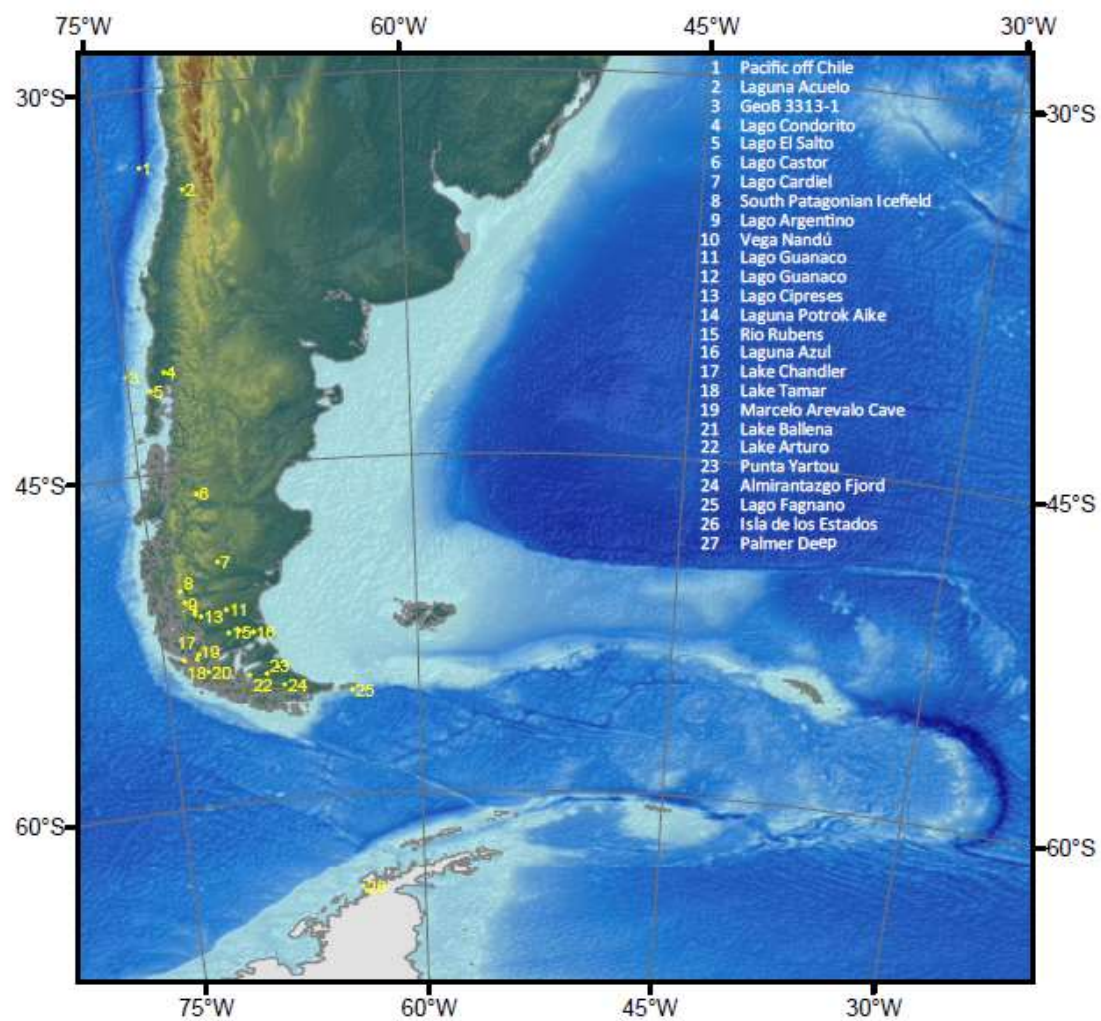 75°W 60°W 45°W 30°W
30°S 30°S
1 Pacific off Chile
2 Laguna Acuelo
3 GeoB 3313-1
4 Lago Condorito
5 Lago El Salto
6 Lago Castor
7 Lago Cardiel
8 South Patagonian Icefield
9 Lago Argentino
10 Vega Nandú
11 Lago Guanaco
12 Lago Guanaco
13 Lago Cipreses
14 Laguna Potrok Aike
15 Rio Rubens
16 Laguna Azul
17 Lake Chandler
18 Lake Tamar
19 Marcelo Arevalo Cave
21 Lake Ballena
22 Lake Arturo
23 Punta Yartou
24 Almirantazgo Fjord
25 Lago Fagnano
26 Isla de los Estados
27 Palmer Deep
1
2
3 4
5
45°S 45°S
6
7
8
9 11
13
15 16
17
19
23
18 20
22 24
25
60°S 60°S
75°W 60°W 45°W 30°W